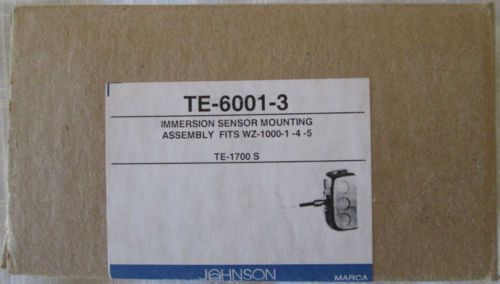 TE-6001-3
IMMERSION SENSOR MOUNTING
ASSEMBLY FITS WZ-1000-1 -4 -5
TE-1700 S
JOHNSON
MARCA